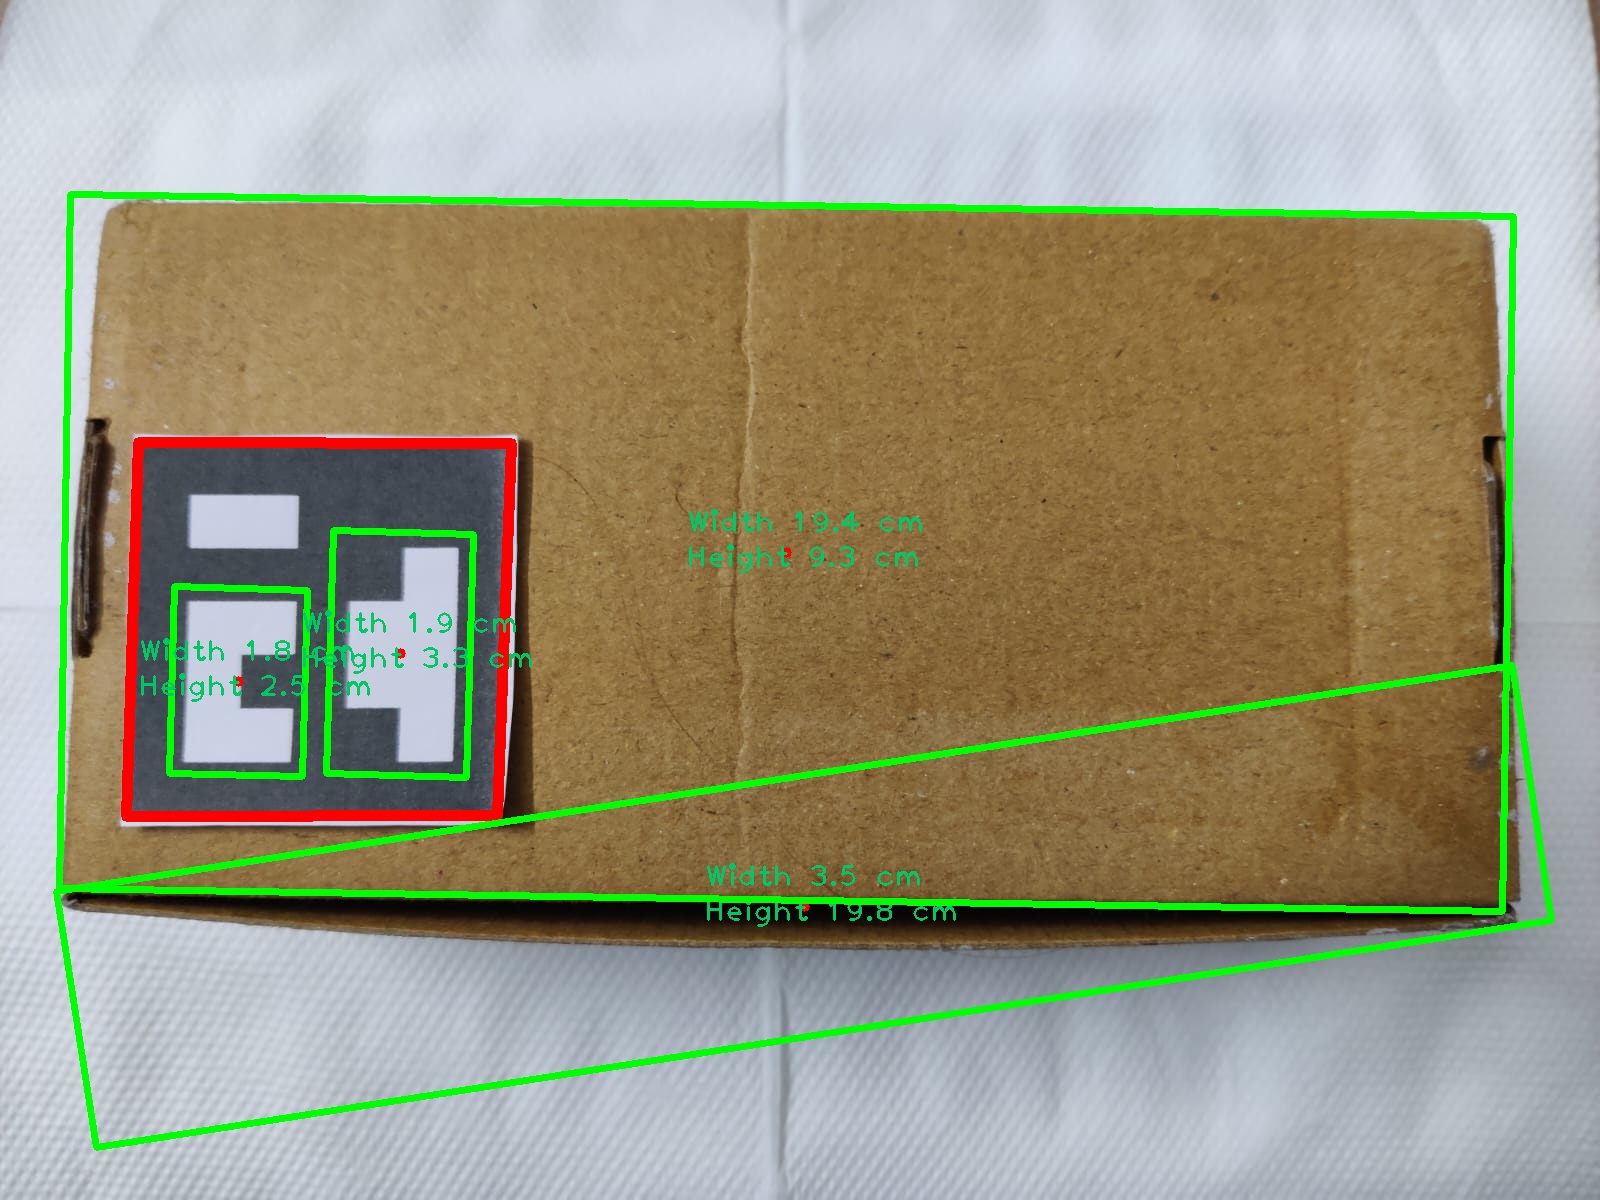 Width 19.4 cm
Height 9.3 cm
Width 1.9 cm
Height 3.3 cm
Width 1.8 cm
Height 2.5 cm
Width 3.5 cm
Height 19.8 cm